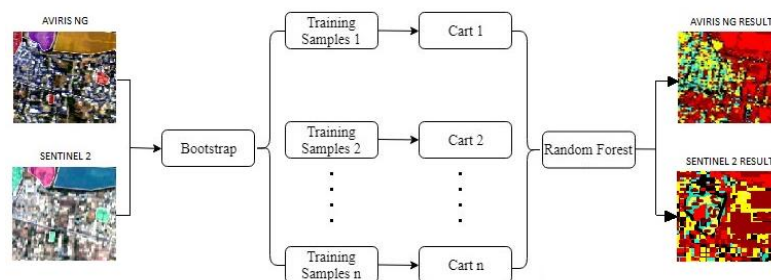 AVIRIS NG
SENTINEL 2
Bootstrap
Training
Samples 1
Cart 1
Training
Samples 2
Cart 2
Training
Samples n
Cart n
Random Forest
AVIRIS NG RESULT
SENTINEL 2 RESULT